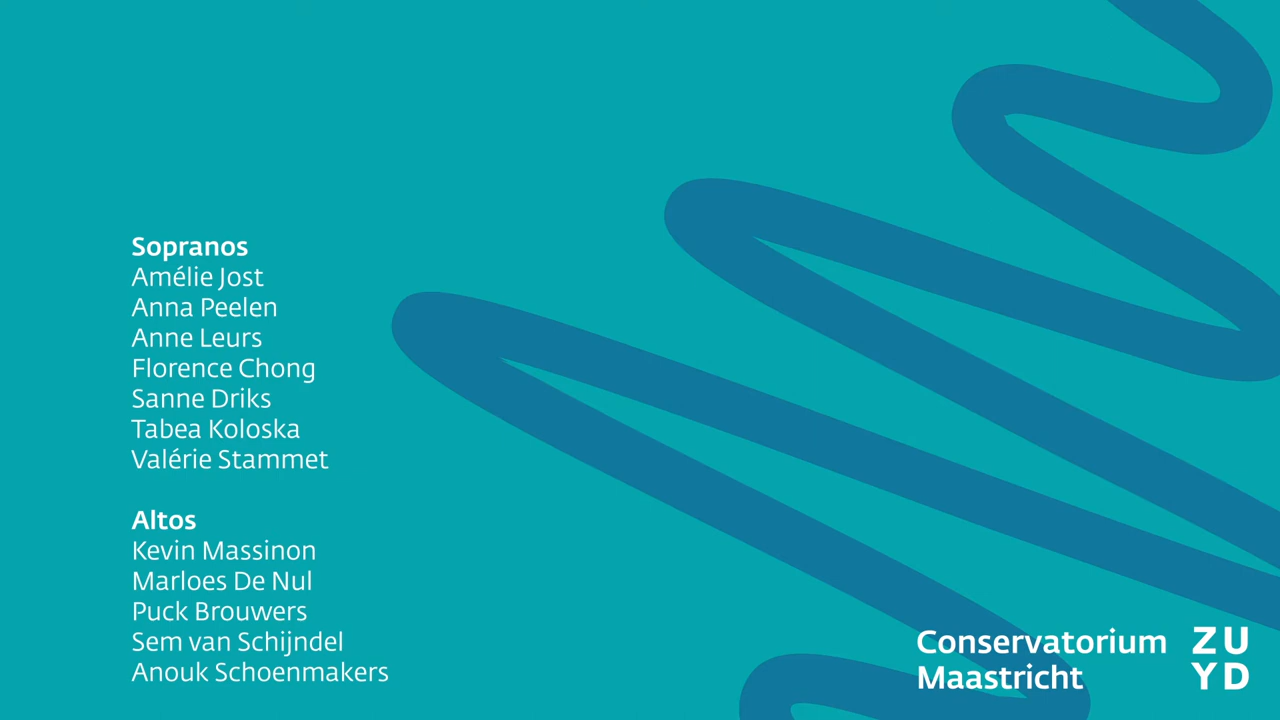 Sopranos
Amélie Jost
Anna Peelen
Anne Leurs
Florence Chong
Sanne Driks
Tabea Koloska
Valérie Stammet
Altos
Kevin Massinon
Marloes De Nul
Puck Brouwers
Sem van Schijndel
Anouk Schoenmakers
Conservatorium
Maastricht
ZU
YD